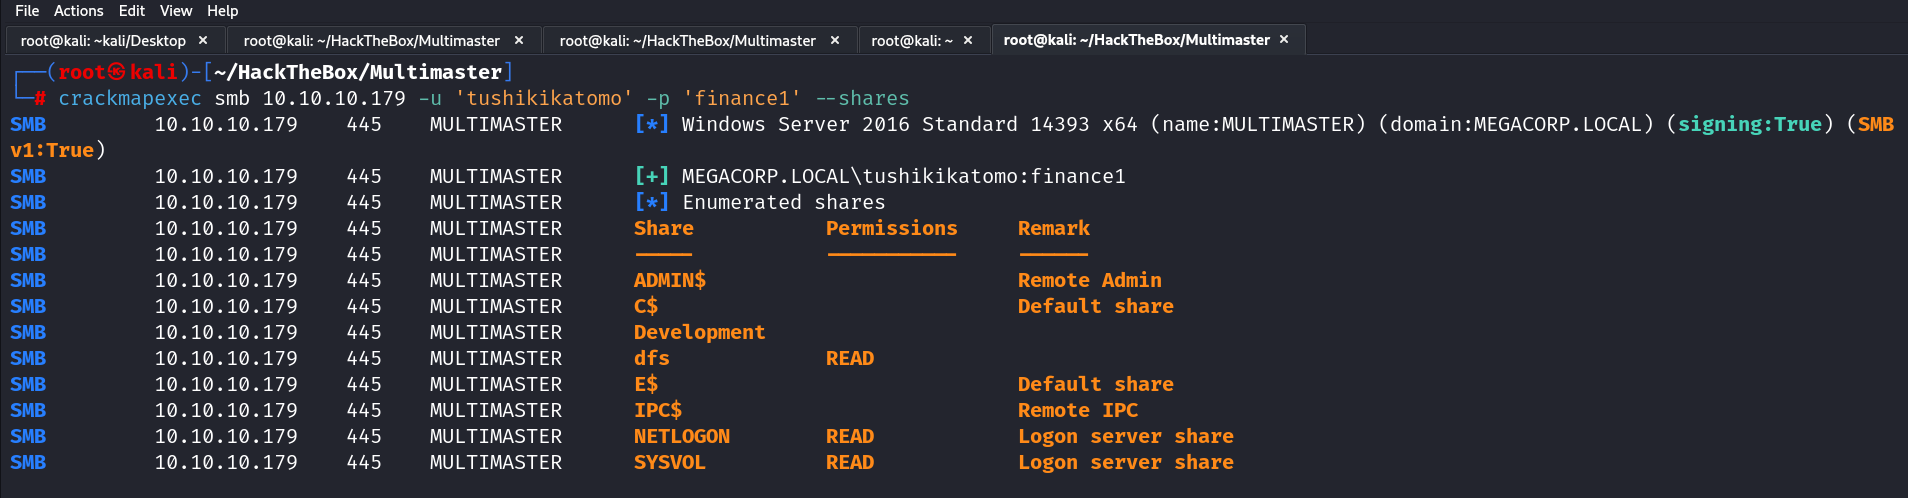 File Actions Edit View Help
root@kali: ~kali/Desktop × root@kali: ~/HackTheBox/Multimaster × root@kali: ~/HackTheBox/Multimaster × root@kali: ~ × root@kali: ~/HackTheBox/Multimaster ×
┌──(root㉿kali)-[~/HackTheBox/Multimaster]
└─# crackmapexec smb 10.10.10.179 -u 'tushikikatomo' -p 'finance1' --shares
SMB 10.10.10.179 445 MULTIMASTER [*] Windows Server 2016 Standard 14393 x64 (name:MULTIMASTER) (domain:MEGACORP.LOCAL) (signing:True) (SMB
v1:True)
SMB 10.10.10.179 445 MULTIMASTER [+] MEGACORP.LOCAL\tushikikatomo:finance1
SMB 10.10.10.179 445 MULTIMASTER [*] Enumerated shares
SMB 10.10.10.179 445 MULTIMASTER Share Permissions Remark
SMB 10.10.10.179 445 MULTIMASTER ----- ----------- ------
SMB 10.10.10.179 445 MULTIMASTER ADMIN$ Remote Admin
SMB 10.10.10.179 445 MULTIMASTER C$ Default share
SMB 10.10.10.179 445 MULTIMASTER Development
SMB 10.10.10.179 445 MULTIMASTER dfs READ
SMB 10.10.10.179 445 MULTIMASTER E$ Default share
SMB 10.10.10.179 445 MULTIMASTER IPC$ Remote IPC
SMB 10.10.10.179 445 MULTIMASTER NETLOGON READ Logon server share
SMB 10.10.10.179 445 MULTIMASTER SYSVOL READ Logon server share